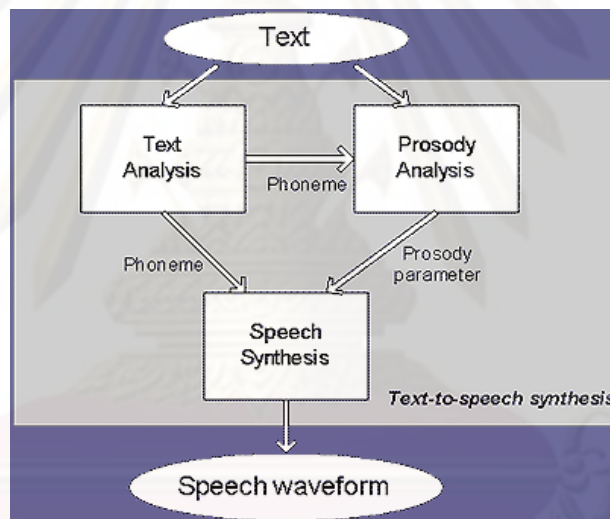 Text
Text
Analysis
Prosody
Analysis
Phoneme
Phoneme
Prosody
parameter
Speech
Synthesis
Text-to-speech synthesis
Speech waveform